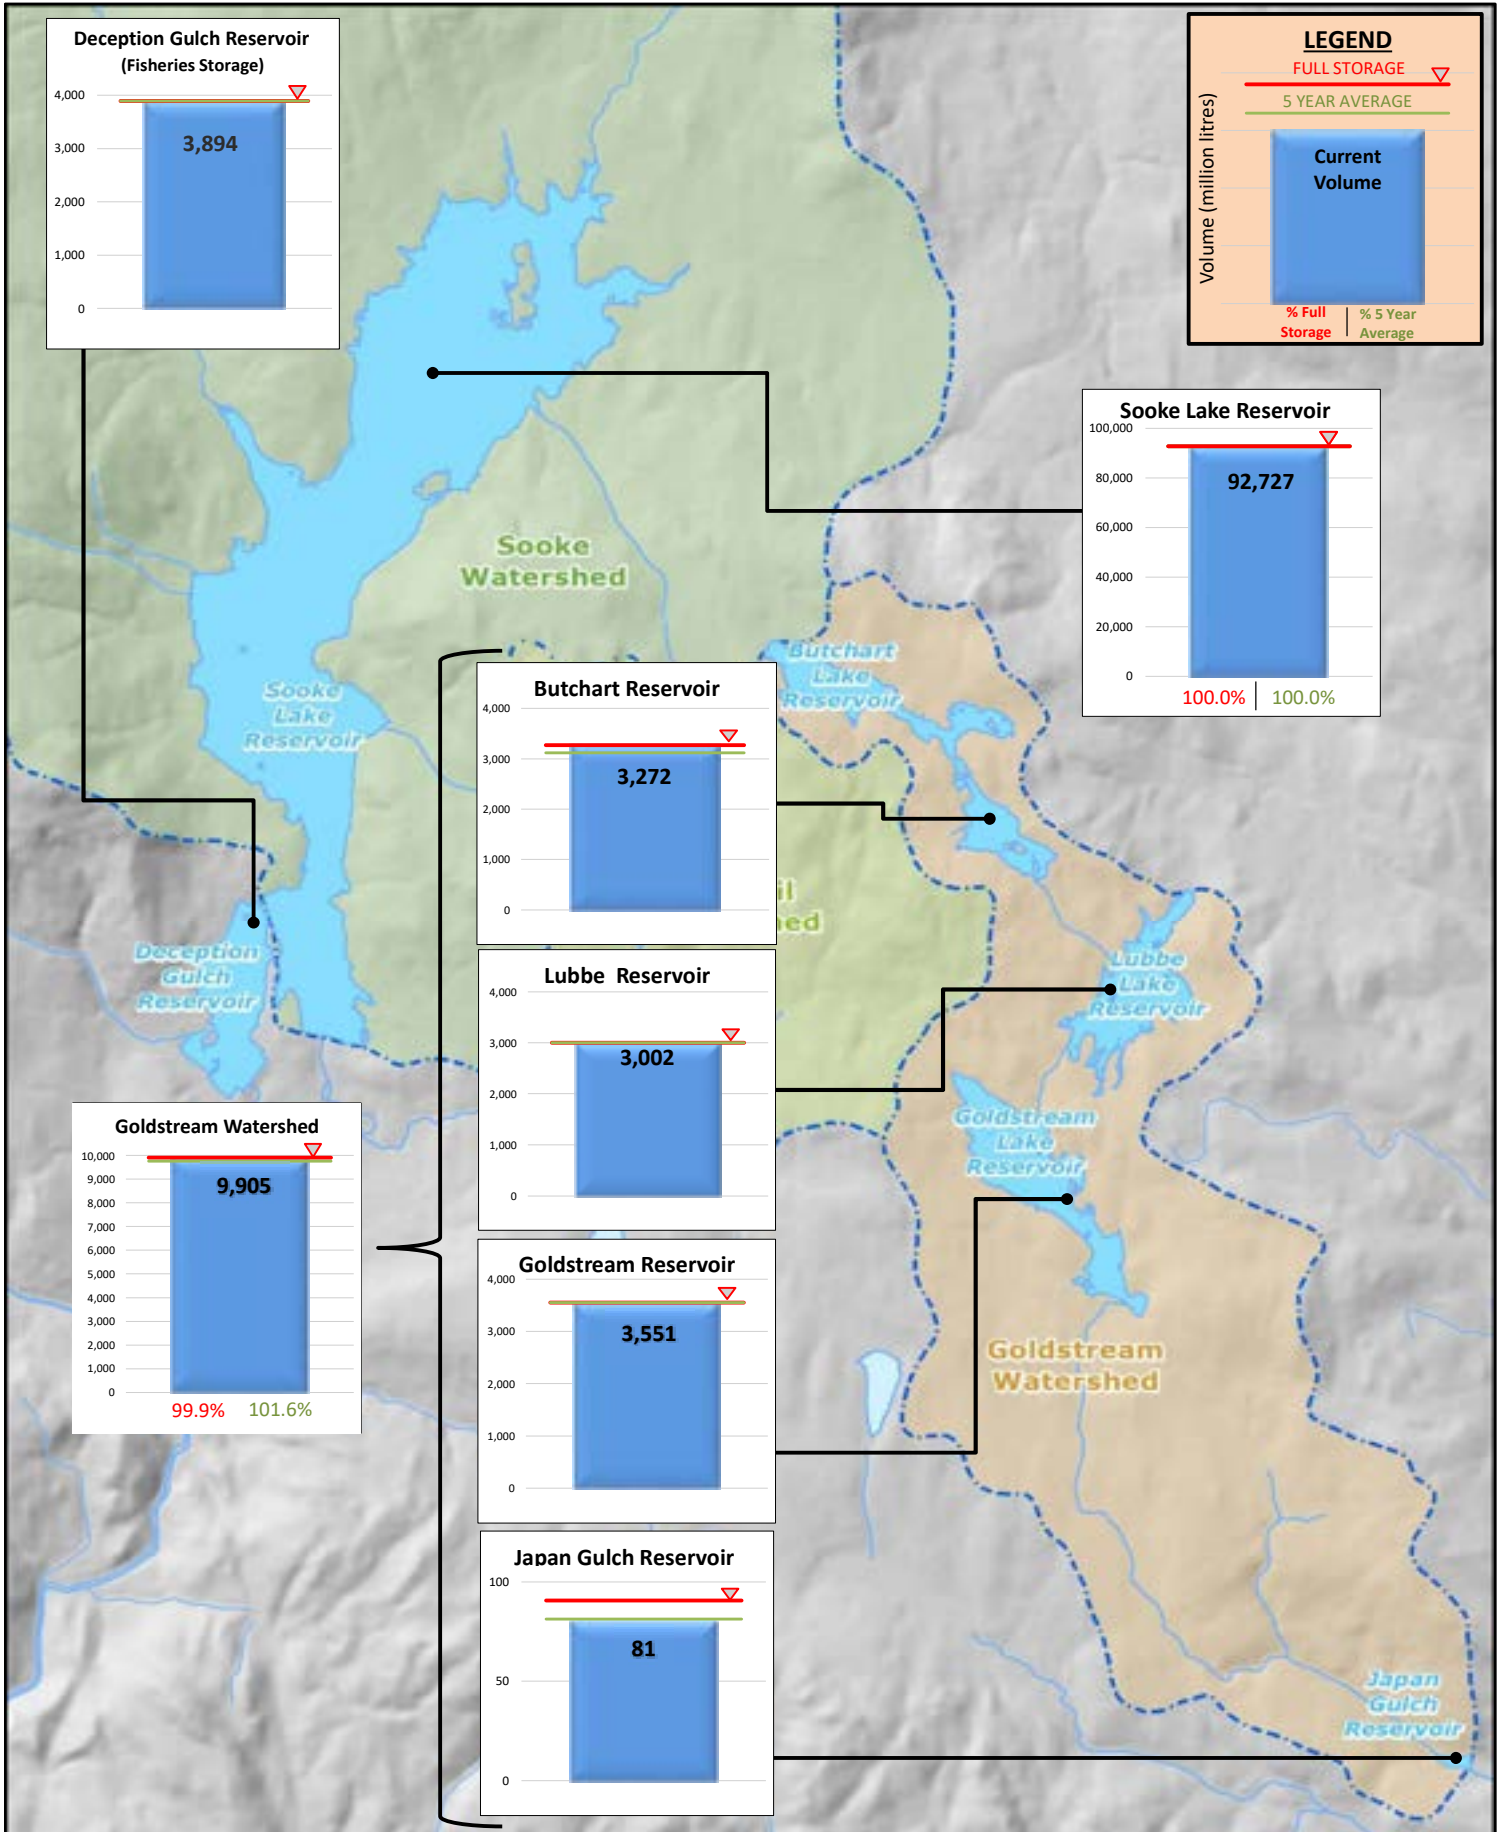 Deception Gulch Reservoir
(Fisheries Storage)
4,000
3,000
2,000
1,000
0
3,894
LEGEND
FULL STORAGE
5 YEAR AVERAGE
Volume (million litres)
Current
Volume
% Full
Storage
% 5 Year
Average
Sooke Lake Reservoir
100,000
80,000
60,000
40,000
20,000
0
92,727
100.0%
100.0%
Sooke
Watershed
Butchart
Lake
Reservoir
Sooke
Lake
Reservoir
Butchart Reservoir
4,000
3,000
2,000
1,000
0
3,272
il
ed
Deception
Gulch
Reservoir
Lubbe Reservoir
4,000
3,000
2,000
1,000
0
3,002
Lubbe
Lake
Reservoir
Goldstream Watershed
10,000
9,000
8,000
7,000
6,000
5,000
4,000
3,000
2,000
1,000
0
9,905
99.9%
101.6%
Goldstream
Lake
Reservoir
Goldstream Reservoir
4,000
3,000
2,000
1,000
0
3,551
Goldstream
Watershed
Japan Gulch Reservoir
100
50
0
81
Japan
Gulch
Reservoir